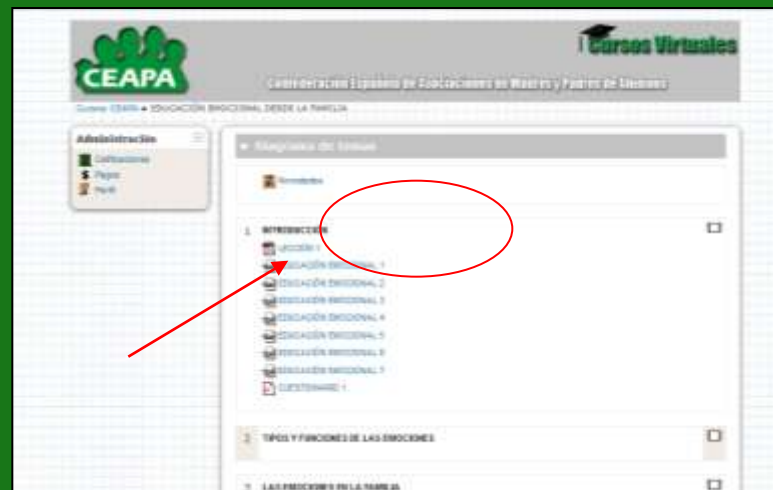 CEAPA
Cursos Virtuales
Confederación Española de Asociaciones de Madres y Padres de Alumnos
Cursos CEAPA ► EDUCACIÓN EMOCIONAL DESDE LA FAMILIA
Administración
Calificaciones
Pagos
Perfil
Diagrama de temas
Novedades
1 INTRODUCCIÓN
LECCIÓN 1
EDUCACIÓN EMOCIONAL 1
EDUCACIÓN EMOCIONAL 2
EDUCACIÓN EMOCIONAL 3
EDUCACIÓN EMOCIONAL 4
EDUCACIÓN EMOCIONAL 5
EDUCACIÓN EMOCIONAL 6
EDUCACIÓN EMOCIONAL 7
CUESTIONARIO 1
2 TIPOS Y FUNCIONES DE LAS EMOCIONES
3 LAS EMOCIONES EN LA FAMILIA